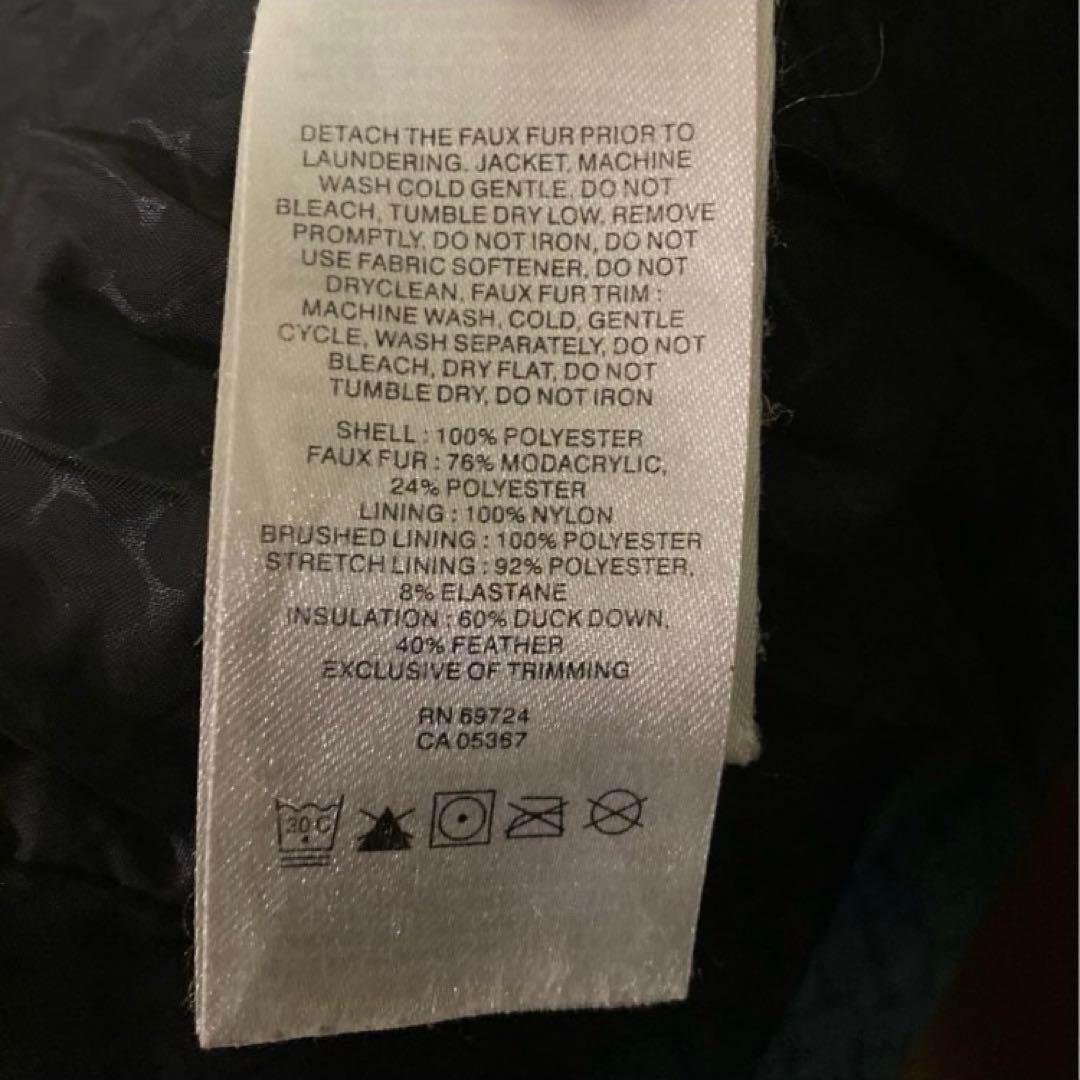 DETACH THE FAUX FUR PRIOR TO
LAUNDERING. JACKET, MACHINE
WASH COLD GENTLE, DO NOT
BLEACH, TUMBLE DRY LOW. REMOVE
PROMPTLY, DO NOT IRON, DO NOT
USE FABRIC SOFTENER, DO NOT
DRYCLEAN, FAUX FUR TRIM :
MACHINE WASH, COLD, GENTLE
CYCLE, WASH SEPARATELY, DO NOT
BLEACH, DRY FLAT, DO NOT
TUMBLE DRY, DO NOT IRON
SHELL : 100% POLYESTER
FAUX FUR : 76% MODACRYLIC,
24% POLYESTER
LINING : 100% NYLON
BRUSHED LINING : 100% POLYESTER
STRETCH LINING : 92% POLYESTER,
8% ELASTANE
INSULATION : 60% DUCK DOWN,
40% FEATHER
EXCLUSIVE OF TRIMMING
RN 69724
CA 05367
30 C